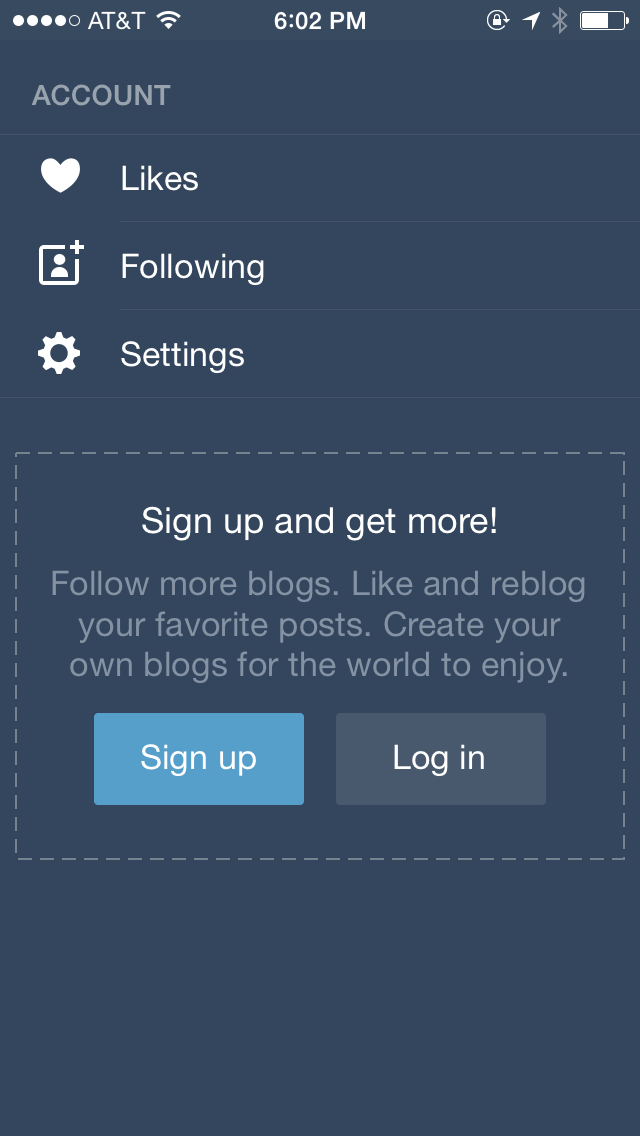 AT&T 6:02 PM
ACCOUNT
Likes
Following
Settings
Sign up and get more!
Follow more blogs. Like and reblog
your favorite posts. Create your
own blogs for the world to enjoy.
Sign up Log in